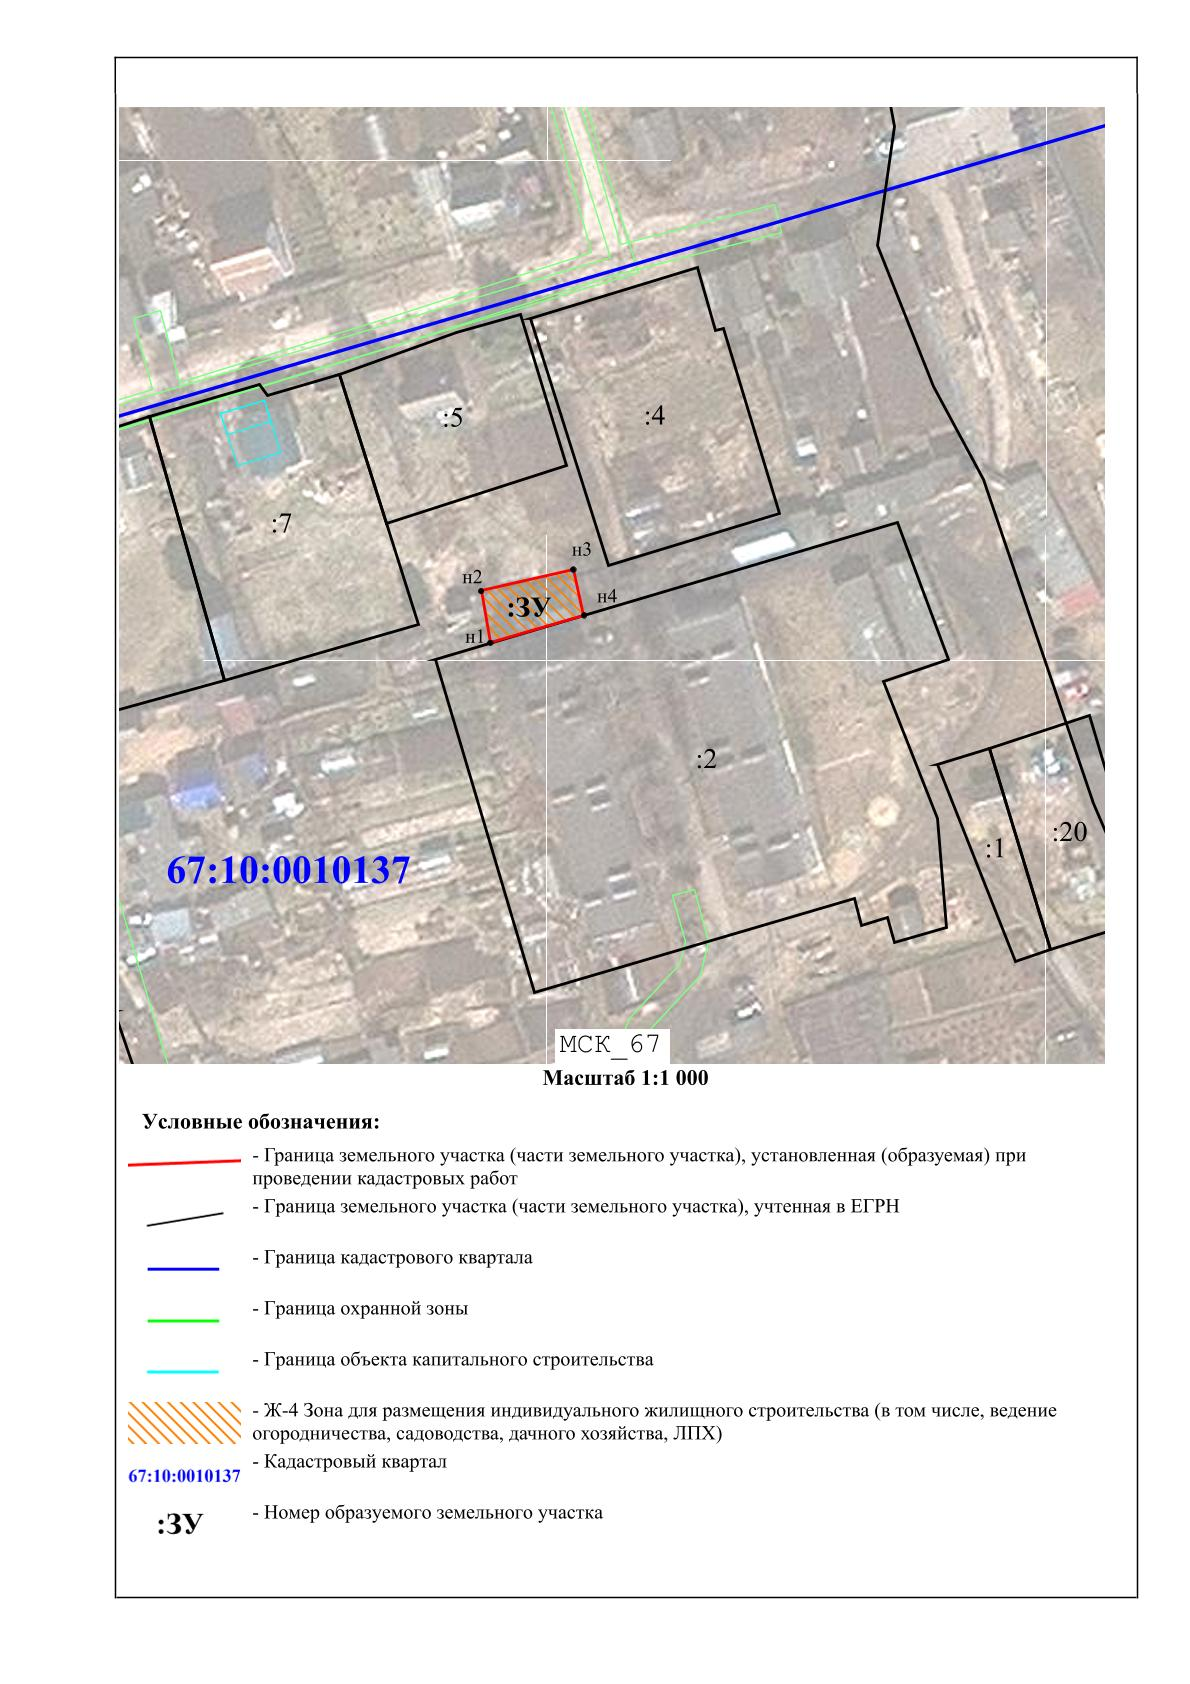 :5
:4
:7
н3
н2
:ЗУ
н4
н1
:2
:20
:1
67:10:0010137
МСК_67
Масштаб 1:1 000
Условные обозначения:
- Граница земельного участка (части земельного участка), установленная (образуемая) при
проведении кадастровых работ
- Граница земельного участка (части земельного участка), учтенная в ЕГРН
- Граница кадастрового квартала
- Граница охранной зоны
- Граница объекта капитального строительства
- Ж-4 Зона для размещения индивидуального жилищного строительства (в том числе, ведение
огородничества, садоводства, дачного хозяйства, ЛПХ)
67:10:0010137 - Кадастровый квартал
:ЗУ - Номер образуемого земельного участка